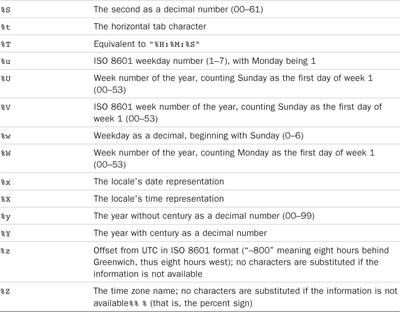 %S The second as a decimal number (00–61)
%t The horizontal tab character
%T Equivalent to "%H:%M:%S"
%u ISO 8601 weekday number (1–7), with Monday being 1
%U Week number of the year, counting Sunday as the first day of week 1
(00–53)
%V ISO 8601 week number of the year, counting Sunday as the first day of
week 1 (00–53)
%w Weekday as a decimal, beginning with Sunday (0–6)
%W Week number of the year, counting Monday as the first day of week 1
(00–53)
%x The locale's date representation
%X The locale's time representation
%y The year without century as a decimal number (00–99)
%Y The year with century as a decimal number
%z Offset from UTC in ISO 8601 format ("–800" meaning eight hours behind
Greenwich, thus eight hours west); no characters are substituted if the
information is not available
%Z The time zone name; no characters are substituted if the information is not
available%% % (that is, the percent sign)